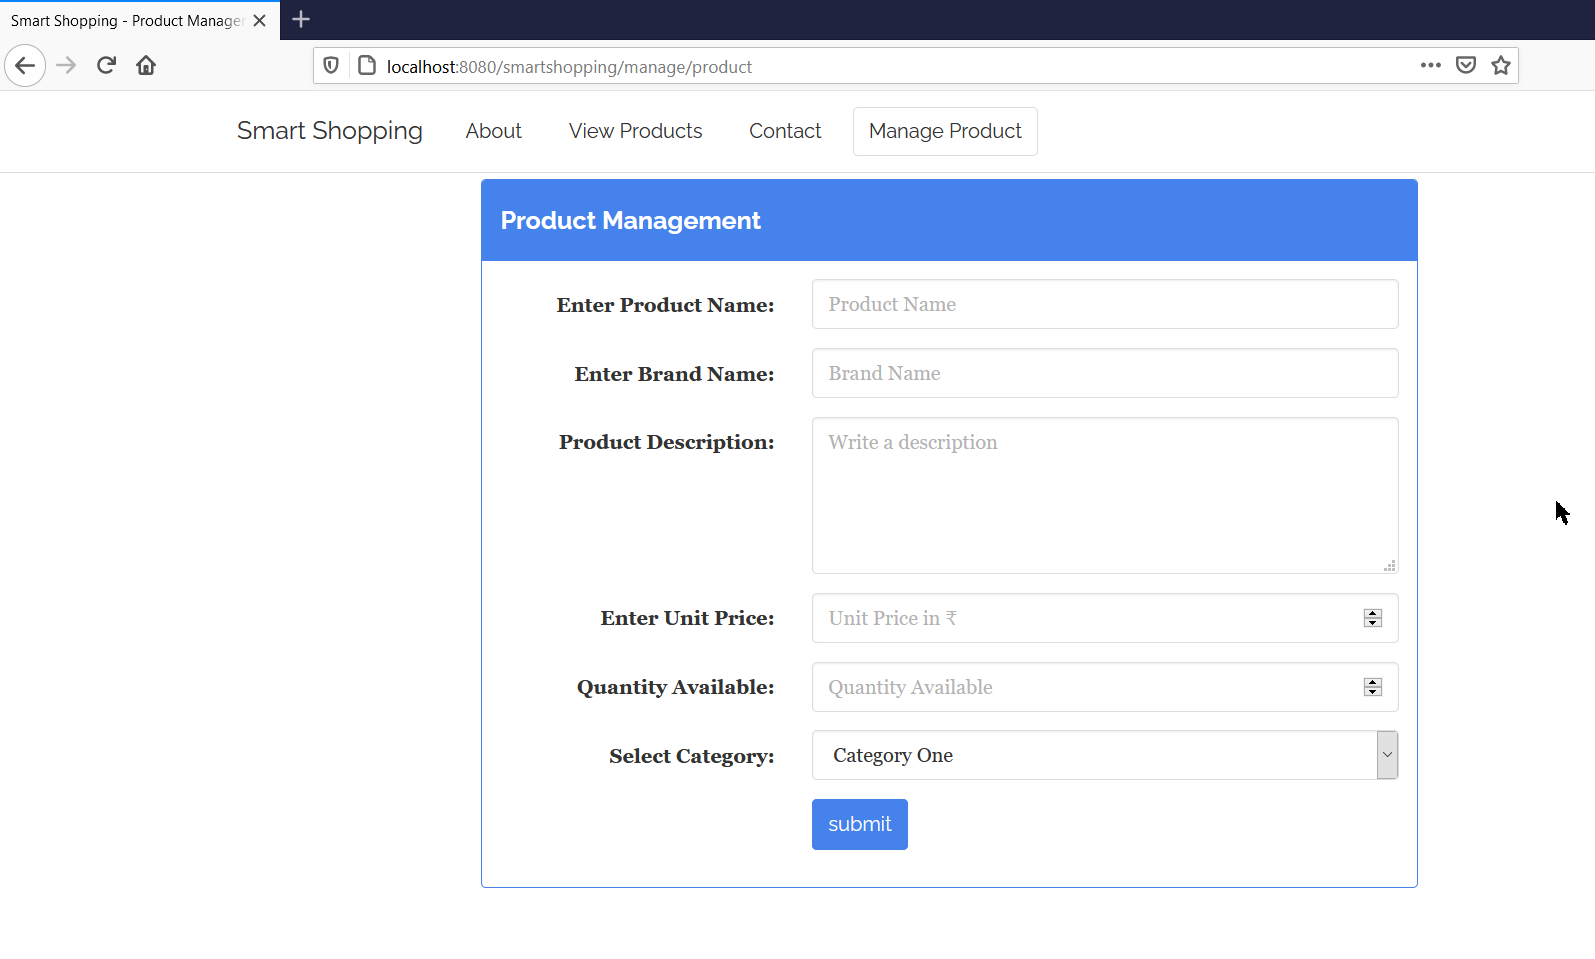 Smart Shopping - Product Manager
localhost:8080/smartshopping/manage/product
Smart Shopping About View Products Contact Manage Product
Product Management
Enter Product Name: Product Name
Enter Brand Name: Brand Name
Product Description: Write a description
Enter Unit Price: Unit Price in ₹
Quantity Available: Quantity Available
Select Category: Category One
submit